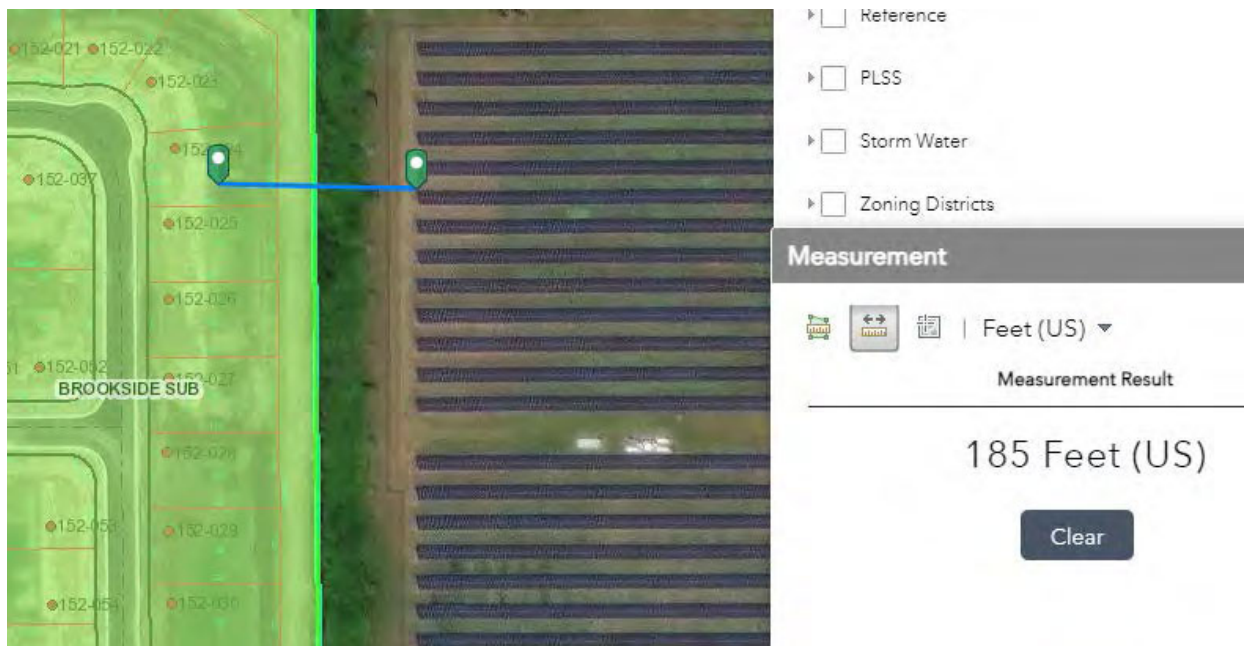 Reference
PLSS
Storm Water
Zoning Districts
Measurement
Feet (US)
Measurement Result
185 Feet (US)
Clear
152-021
152-022
152-023
152-037
152-025
152-026
152-052
BROOKSIDE SUB
152-027
152-028
152-053
152-029
152-054
152-030